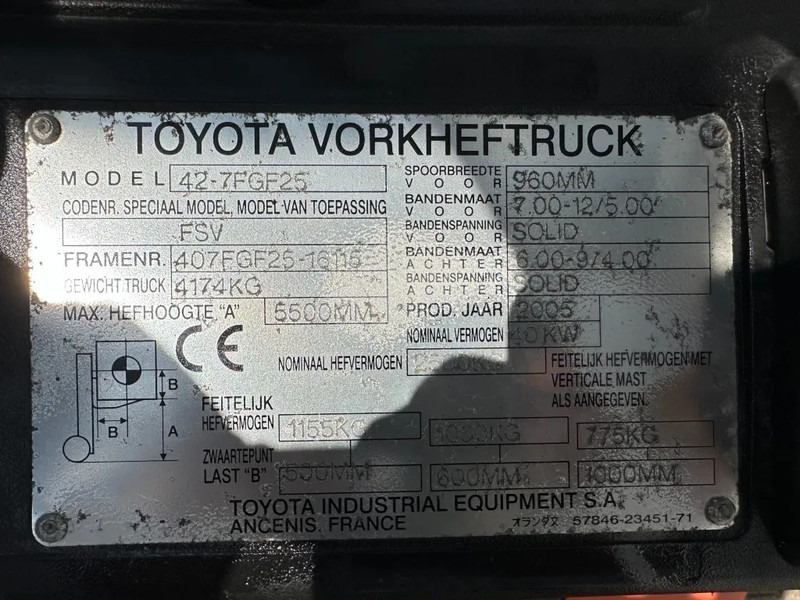 TOYOTA VORKHEFTRUCK
MODEL 42-7FGF25
CODENR. SPECIAAL MODEL, MODEL VAN TOEPASSING
FSV
FRAMENR. 407FGF25-16115
GEWICHT TRUCK 4174KG
MAX. HEFHOOGTE „A” 5500MM
SPOORBREEDTE VOOR 960MM
BANDENMAAT VOOR 7.00-12/5.00
BANDENSPANNING VOOR SOLID
BANDENMAAT ACHTER 6.00-9/4.00
BANDENSPANNING ACHTER SOLID
PROD. JAAR 2005
NOMINAAL VERMOGEN 40KW
CE
NOMINAAL HEFVERMOGEN
FEITELIJK HEFVERMOGEN MET
VERTICALE MAST
ALS AANGEGEVEN.
B
B A
FEITELIJK
HEFVERMOGEN 1155KG 775KG
ZWAARTEPUNT
LAST "B" 500MM 600MM 1000MM
TOYOTA INDUSTRIAL EQUIPMENT S.A.
ANCENIS. FRANCE
オランダス 57846-23451-71